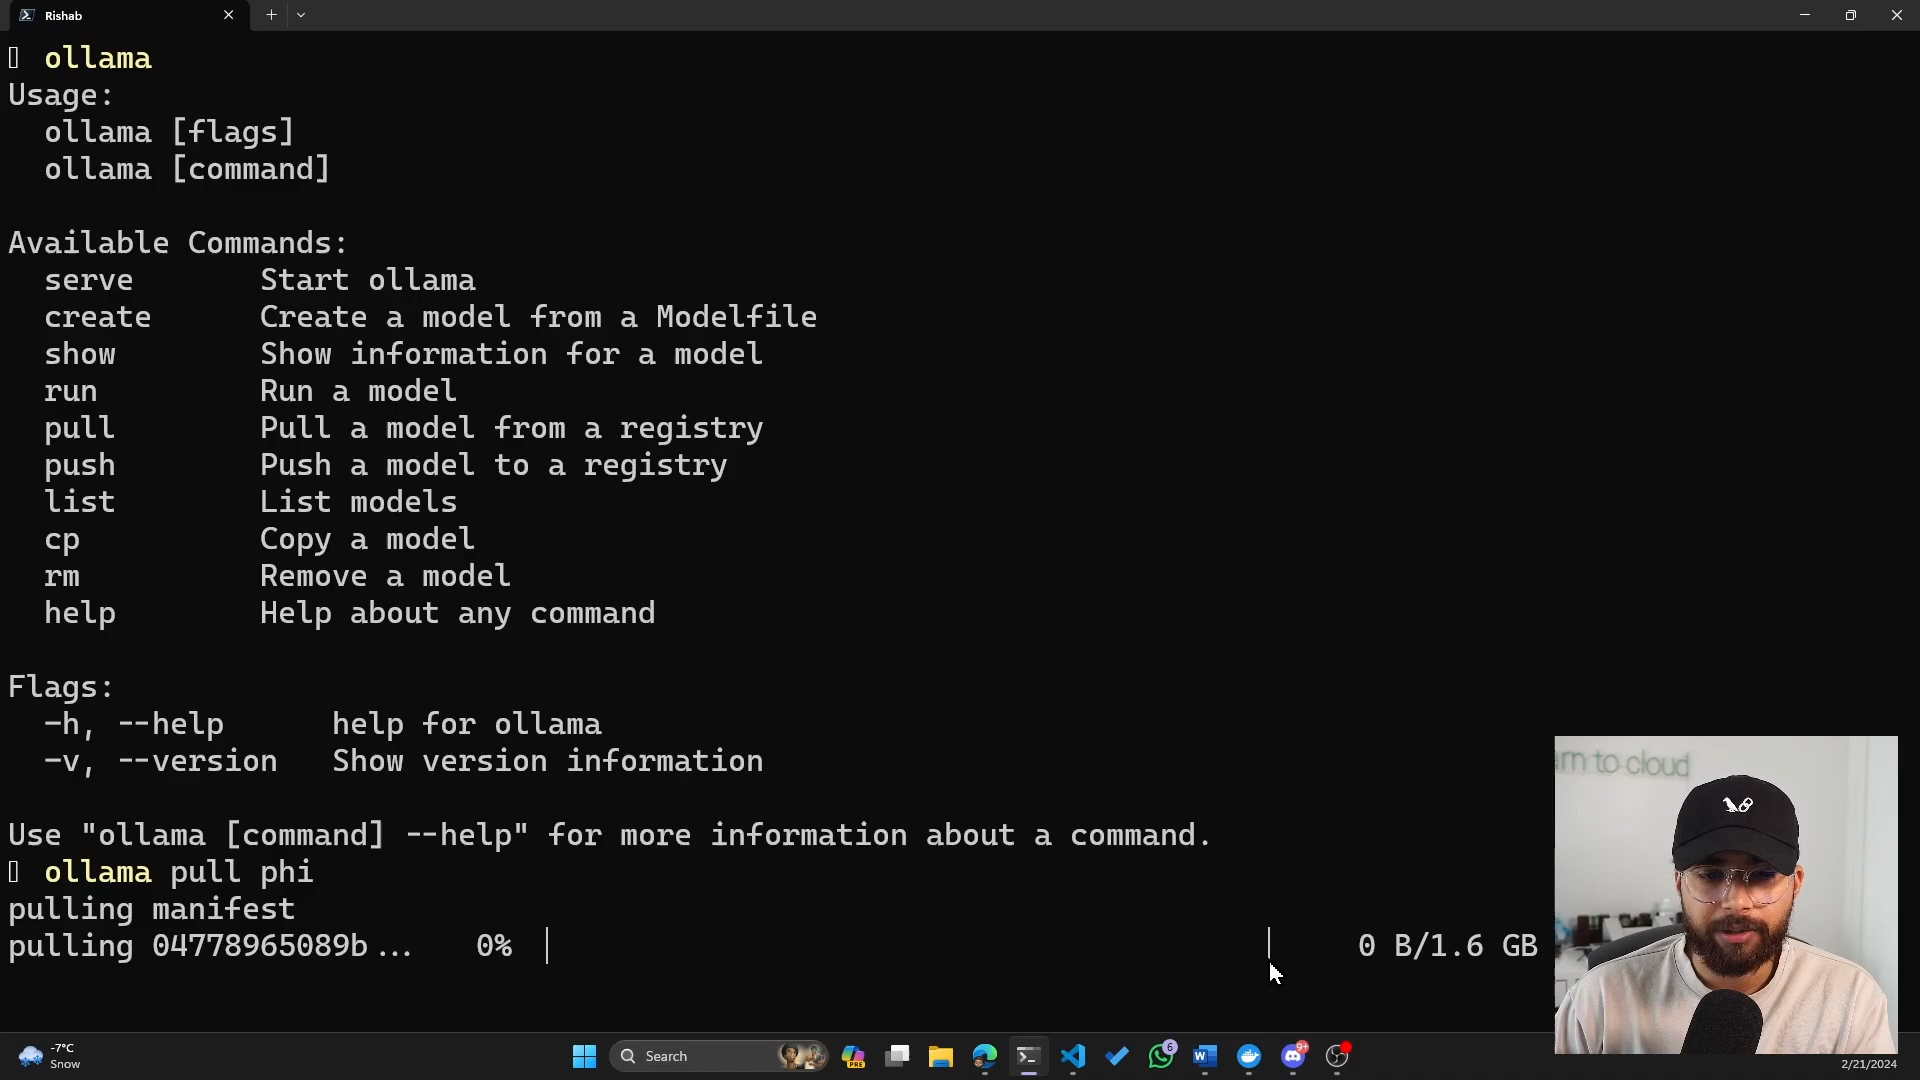 Rishab
ollama
Usage:
ollama [flags]
ollama [command]
Available Commands:
serve Start ollama
create Create a model from a Modelfile
show Show information for a model
run Run a model
pull Pull a model from a registry
push Push a model to a registry
list List models
cp Copy a model
rm Remove a model
help Help about any command
Flags:
-h, --help help for ollama
-v, --version Show version information
Use "ollama [command] --help" for more information about a command.
ollama pull phi
pulling manifest
pulling 04778965089b... 0% 0 B/1.6 GB
rn to cloud
-7°C
Snow
Search
PRE
6
9+
2/21/2024